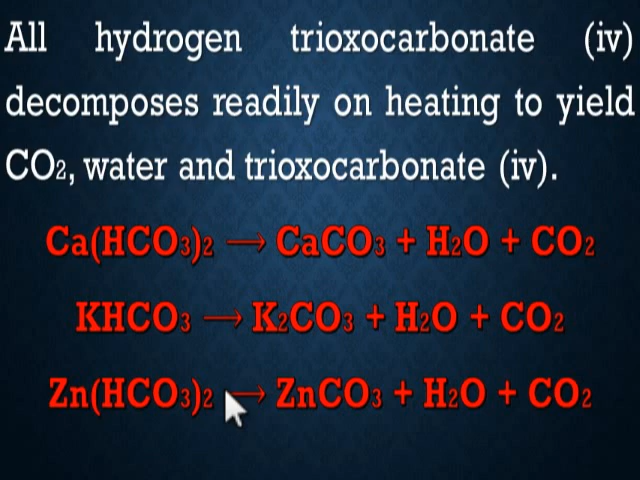 All hydrogen trioxocarbonate (iv)
decomposes readily on heating to yield
CO₂, water and trioxocarbonate (iv).
Ca(HCO₃)₂ → CaCO₃ + H₂O + CO₂
KHCO₃ → K₂CO₃ + H₂O + CO₂
Zn(HCO₃)₂ → ZnCO₃ + H₂O + CO₂